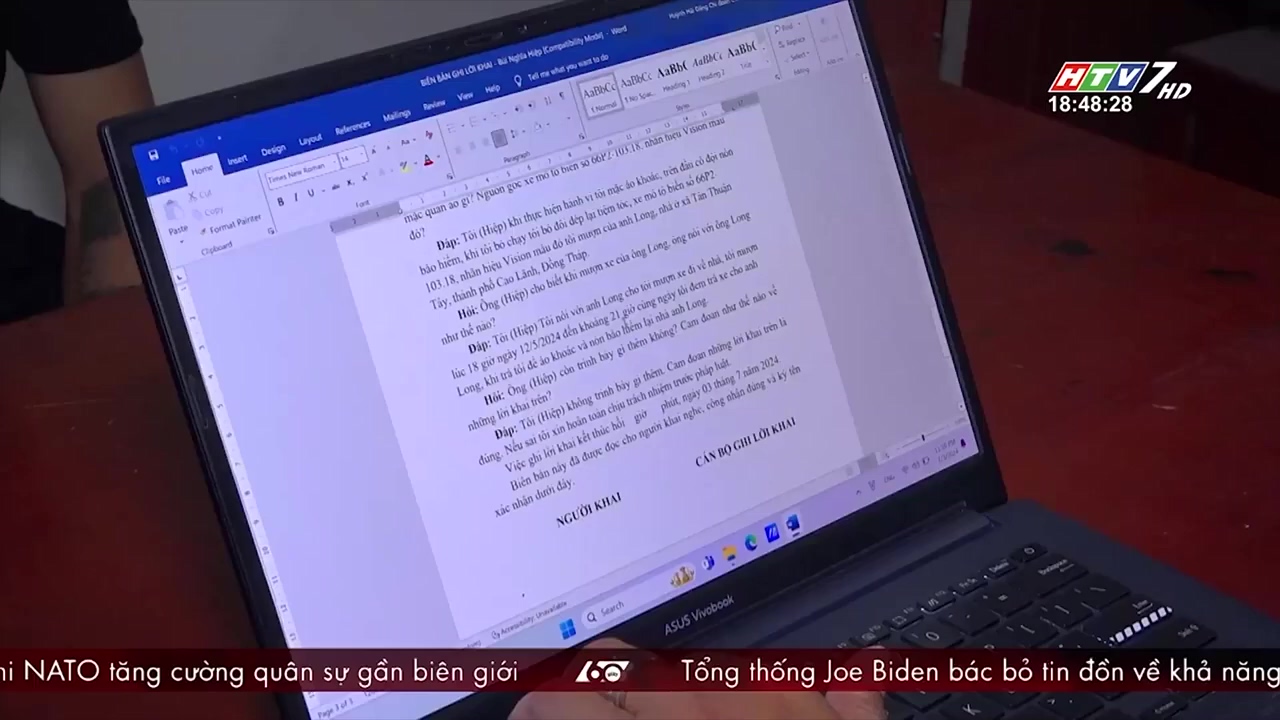 HTV7 HD
18:48:28
BIÊN BẢN GHI LỜI KHAI - Bùi Nghĩa Hiệp [Compatibility Mode] - Word
File Home Insert Design Layout References Mailings Review View Help Tell me what you want to do
Paste
Cut
Copy
Format Painter
Clipboard
Times New Roman 14
Font
Paragraph
AaBbCc AaBbCc AaBbC AaBbCc AaBb
1 Normal 1 No Spac... Heading 1 Heading 2 Title
Styles
Find
Replace
Select
Editing
mặc quần áo gì? Nguồn gốc xe mô tô biển số 66P2-103.18, nhãn hiệu Vision màu
đỏ?
Đáp: Tôi (Hiệp) khi thực hiện hành vi tôi mặc áo khoác, trên đầu có đội nón
bảo hiểm, khi tôi bỏ chạy tôi bỏ đôi dép lại tiệm tóc, xe mô tô biển số 66P2-
103.18, nhãn hiệu Vision màu đỏ tôi mượn của anh Long, nhà ở xã Tân Thuận
Tây, thành phố Cao Lãnh, Đồng Tháp.
Hỏi: Ông (Hiệp) cho biết khi mượn xe của ông Long, ông nói với ông Long
như thế nào?
Đáp: Tôi (Hiệp) Tôi nói với anh Long cho tôi mượn xe đi về nhà, tôi mượn
lúc 18 giờ ngày 12/5/2024 đến khoảng 21 giờ cùng ngày tôi đem trả xe cho anh
Long, khi trả tôi để áo khoác và nón bảo hiểm lại nhà anh Long.
Hỏi: Ông (Hiệp) còn trình bày gì thêm không? Cam đoan như thế nào về
những lời khai trên?
Đáp: Tôi (Hiệp) không trình bày gì thêm. Cam đoan những lời khai trên là
đúng. Nếu sai tôi xin hoàn toàn chịu trách nhiệm trước pháp luật.
Việc ghi lời khai kết thúc hồi giờ phút, ngày 03 tháng 7 năm 2024.
Biên bản này đã được đọc cho người khai nghe, công nhận đúng và ký tên
xác nhận dưới đây.
NGƯỜI KHAI CÁN BỘ GHI LỜI KHAI
Accessibility: Unavailable
Page 3 of 3
Search
ENG
ASUS Vivobook
Backspace
Enter
hi NATO tăng cường quân sự gần biên giới 60 giây Tổng thống Joe Biden bác bỏ tin đồn về khả năng